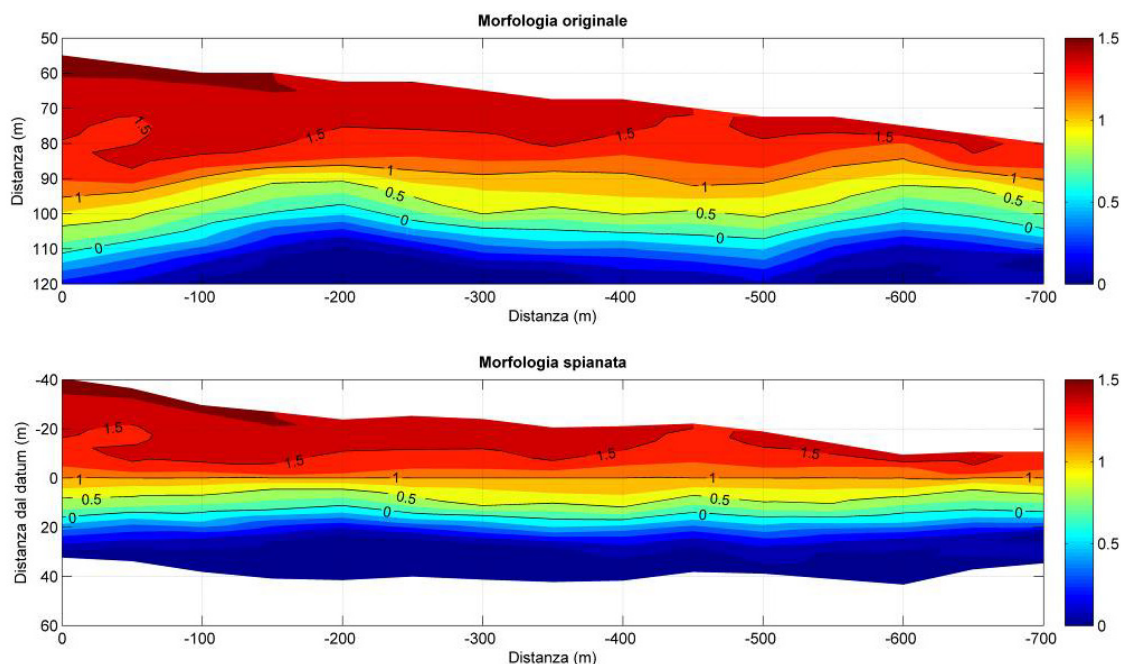 Morfologia originale
50
60
70
80
90
100
110
120
Distanza (m)
1.5 1.5 1.5 1.5
1 1 1
0.5 0.5 0.5
0 0 0
0 -100 -200 -300 -400 -500 -600 -700
Distanza (m)
1.5
1
0.5
0
Morfologia spianata
-40
-20
0
20
40
60
Distanza dal datum (m)
1.5 1.5 1.5 1.5
1 1 1 1
0.5 0.5 0.5 0.5
0 0 0 0
0 -100 -200 -300 -400 -500 -600 -700
Distanza (m)
1.5
1
0.5
0